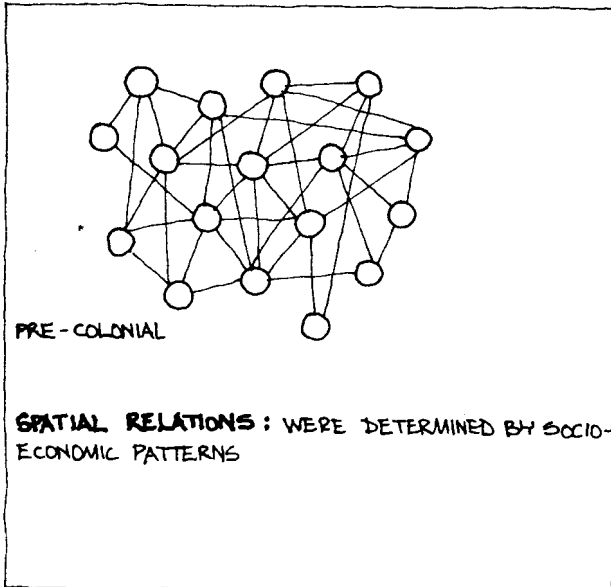 PRE-COLONIAL
SPATIAL RELATIONS: WERE DETERMINED BY SOCIO-
ECONOMIC PATTERNS